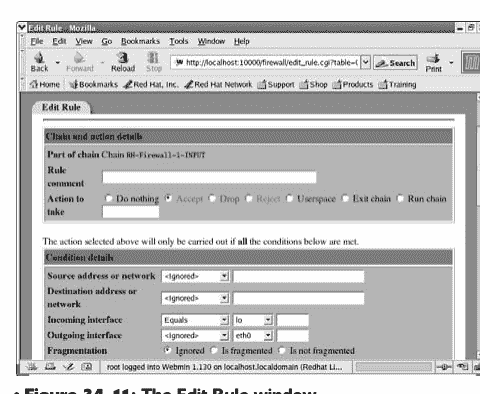 Edit Rule - Mozilla
File Edit View Go Bookmarks Tools Window Help
Back Forward Reload Stop http://localhost:10000/firewall/edit_rule.cgi?table=( Search Print
Home Bookmarks Red Hat, Inc. Red Hat Network Support Shop Products Training
Edit Rule
Chain and action details
Part of chain Chain RH-Firewall-1-INPUT
Rule comment
Action to take Do nothing Accept Drop Reject Userspace Exit chain Run chain
The action selected above will only be carried out if all the conditions below are met.
Condition details
Source address or network <Ignored>
Destination address or network <Ignored>
Incoming interface Equals lo
Outgoing interface <Ignored> eth0
Fragmentation Ignored Is fragmented Is not fragmented
root logged into Webmin 1.130 on localhost.localdomain (Redhat Li...
• Figure 34-11: The Edit Rule window